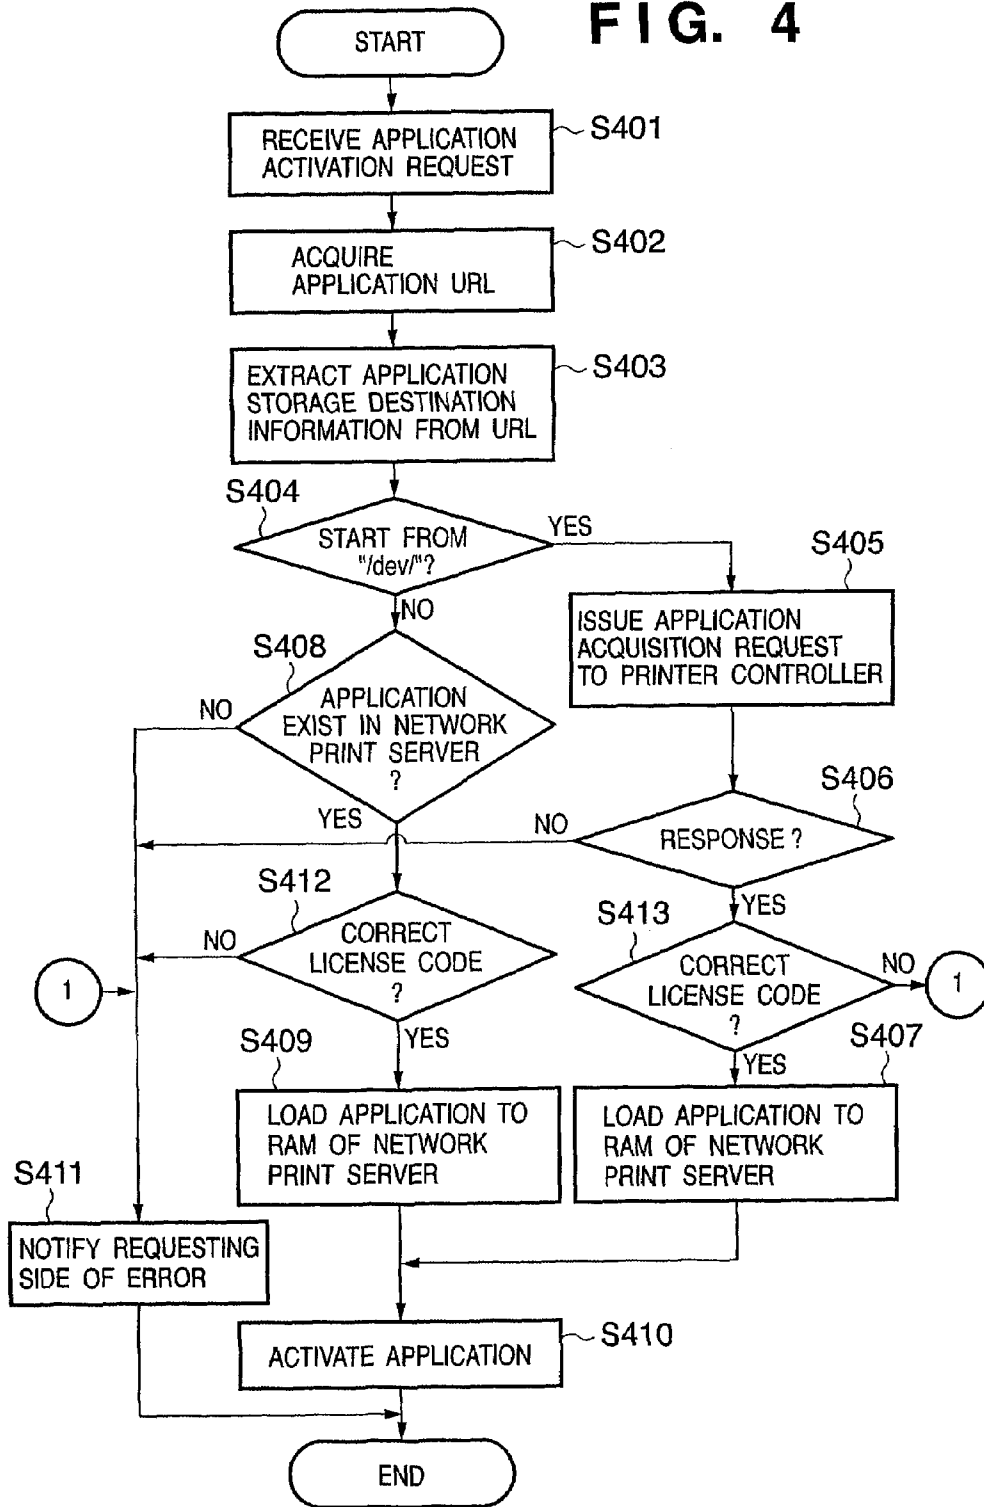 FIG. 4
START
RECEIVE APPLICATION
ACTIVATION REQUEST
S401
ACQUIRE
APPLICATION URL
S402
EXTRACT APPLICATION
STORAGE DESTINATION
INFORMATION FROM URL
S403
S404
START FROM
"/dev/"?
YES
NO
S405
ISSUE APPLICATION
ACQUISITION REQUEST
TO PRINTER CONTROLLER
S408
APPLICATION
EXIST IN NETWORK
PRINT SERVER
?
NO
YES
S406
RESPONSE ?
NO
YES
S412
CORRECT
LICENSE CODE
?
NO
YES
S413
CORRECT
LICENSE CODE
?
NO
1
YES
1
S409
LOAD APPLICATION TO
RAM OF NETWORK
PRINT SERVER
S407
LOAD APPLICATION TO
RAM OF NETWORK
PRINT SERVER
S411
NOTIFY REQUESTING
SIDE OF ERROR
ACTIVATE APPLICATION
S410
END